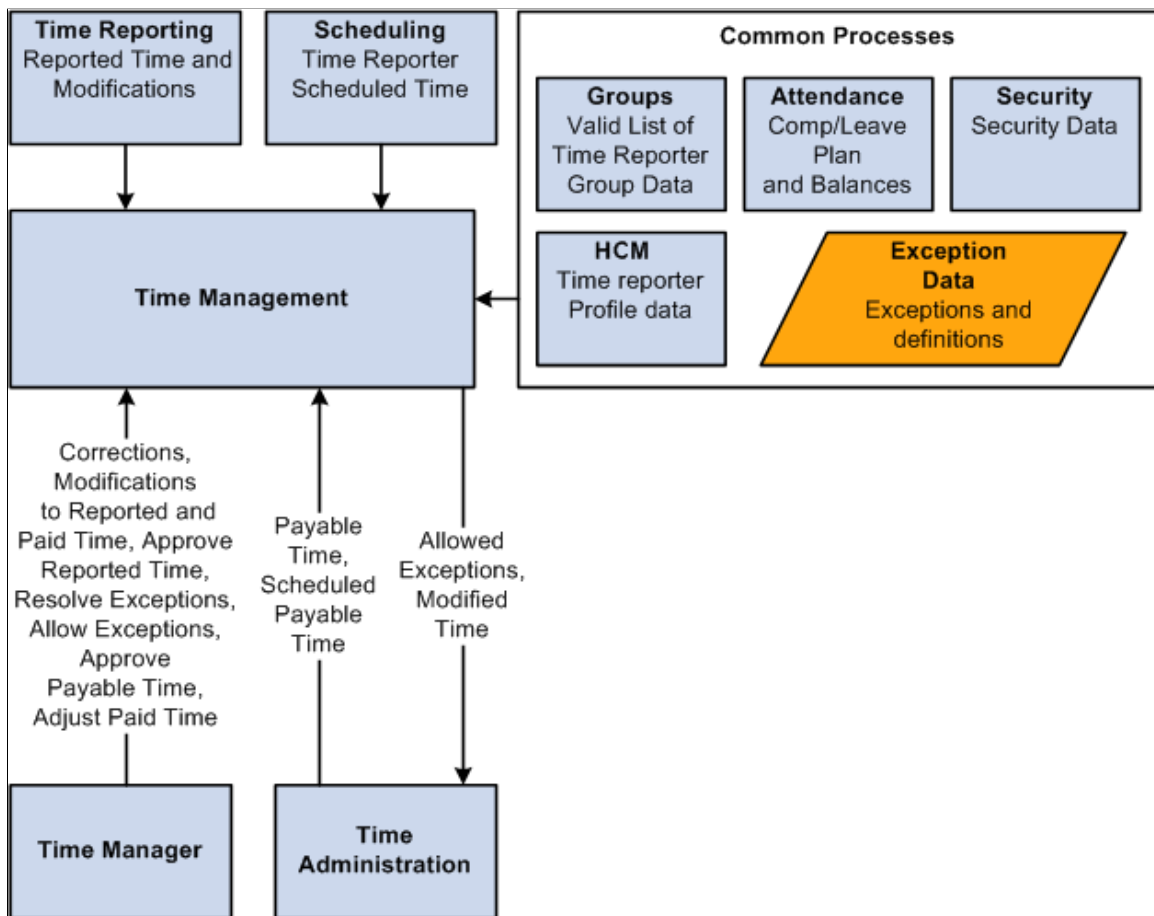 Time Reporting
Reported Time and
Modifications
Scheduling
Time Reporter
Scheduled Time
Common Processes
Groups
Valid List of
Time Reporter
Group Data
Attendance
Comp/Leave
Plan
and Balances
Security
Security Data
Time Management
HCM
Time reporter
Profile data
Exception
Data
Exceptions and
definitions
Corrections,
Modifications
to Reported and
Paid Time, Approve
Reported Time,
Resolve Exceptions,
Allow Exceptions,
Approve
Payable Time,
Adjust Paid Time
Payable
Time,
Scheduled
Payable
Time
Allowed
Exceptions,
Modified
Time
Time Manager
Time
Administration